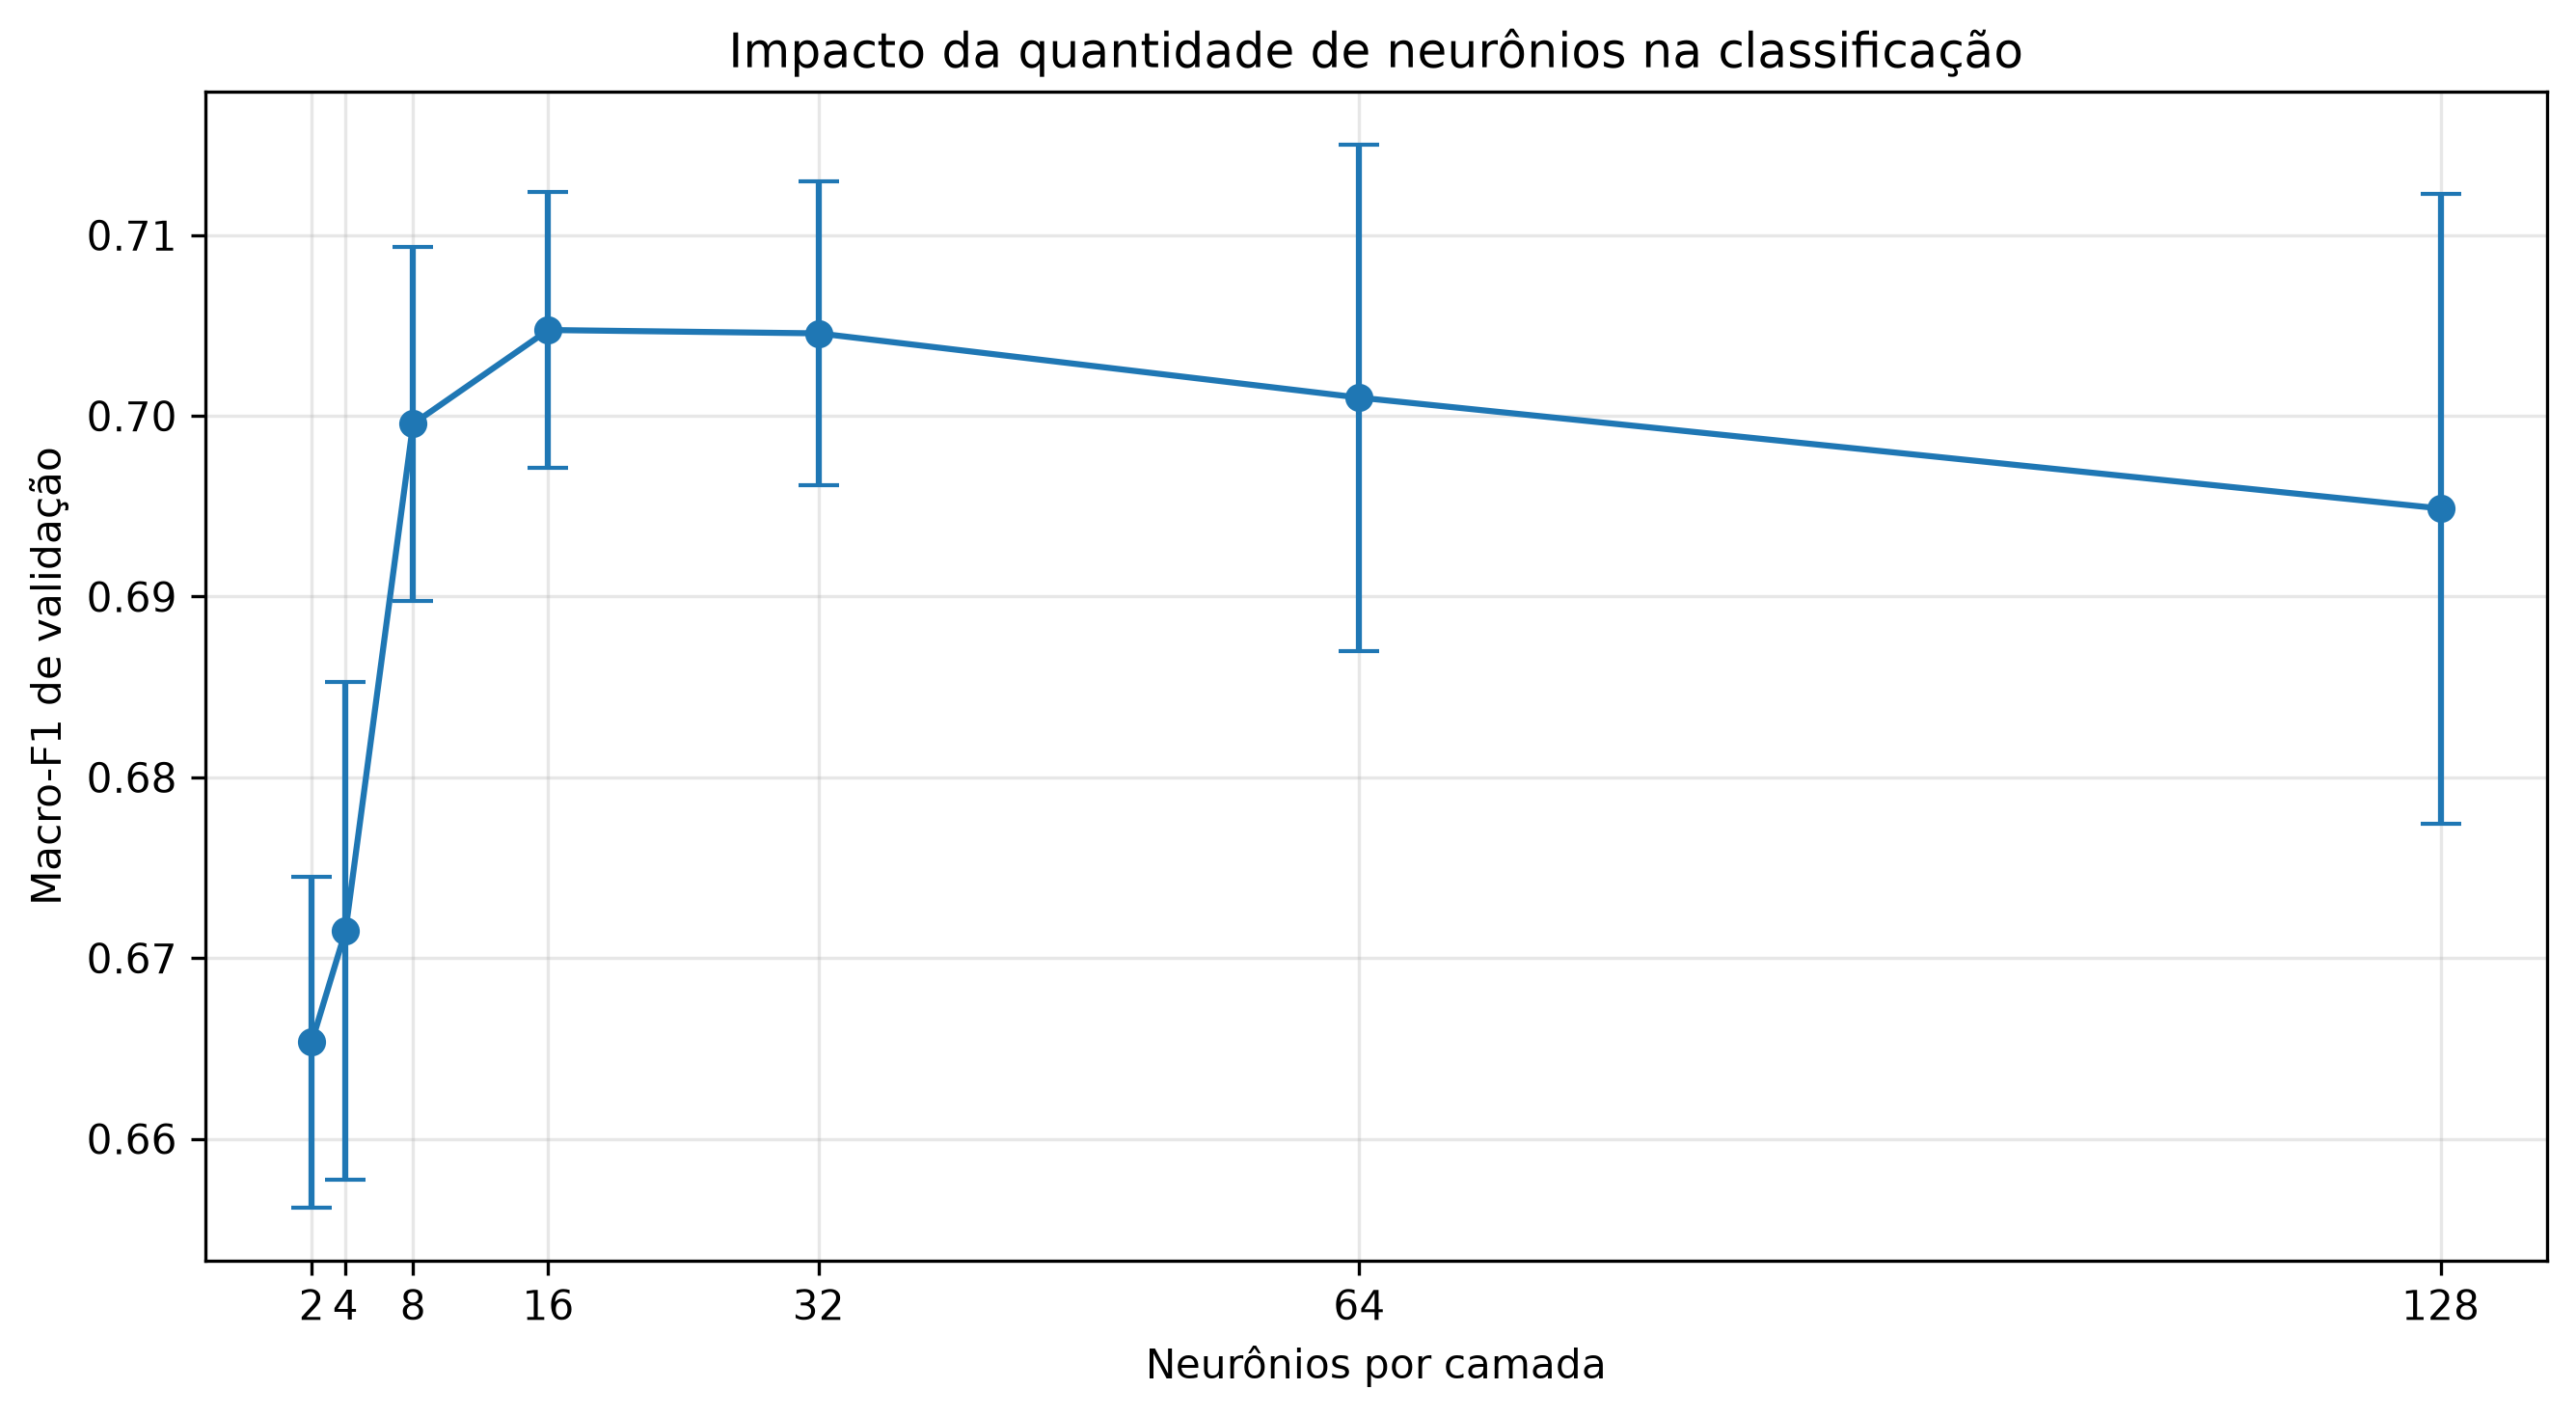 Impacto da quantidade de neurônios na classificação
Macro-F1 de validação
0.71
0.70
0.69
0.68
0.67
0.66
2 4 8 16 32 64 128
Neurônios por camada